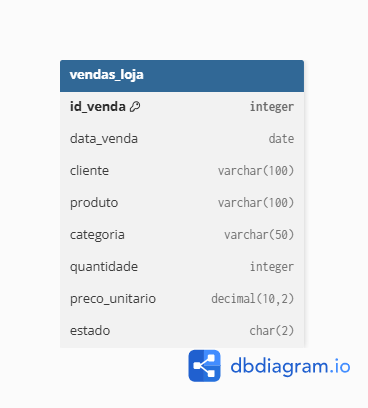 vendas_loja
id_venda integer
data_venda date
cliente varchar(100)
produto varchar(100)
categoria varchar(50)
quantidade integer
preco_unitario decimal(10,2)
estado char(2)
dbdiagram.io